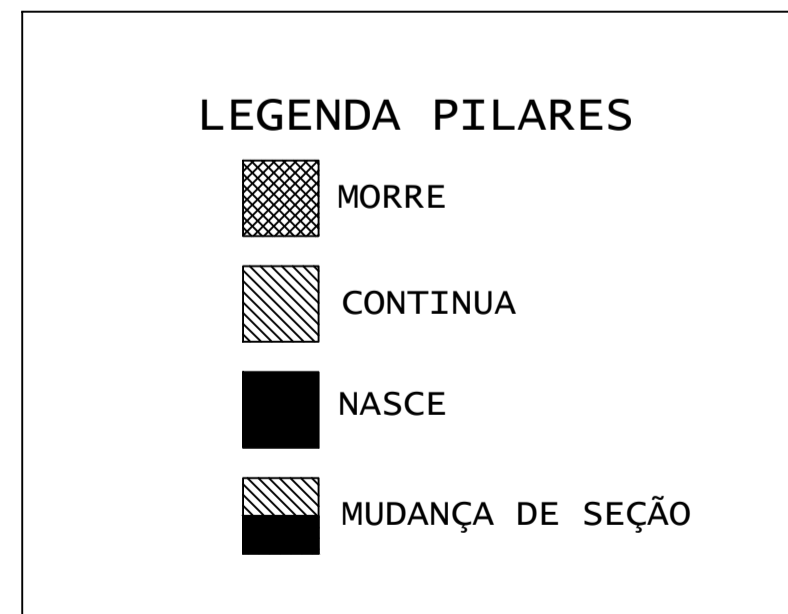 LEGENDA PILARES
MORRE
CONTINUA
NASCE
MUDANÇA DE SEÇÃO